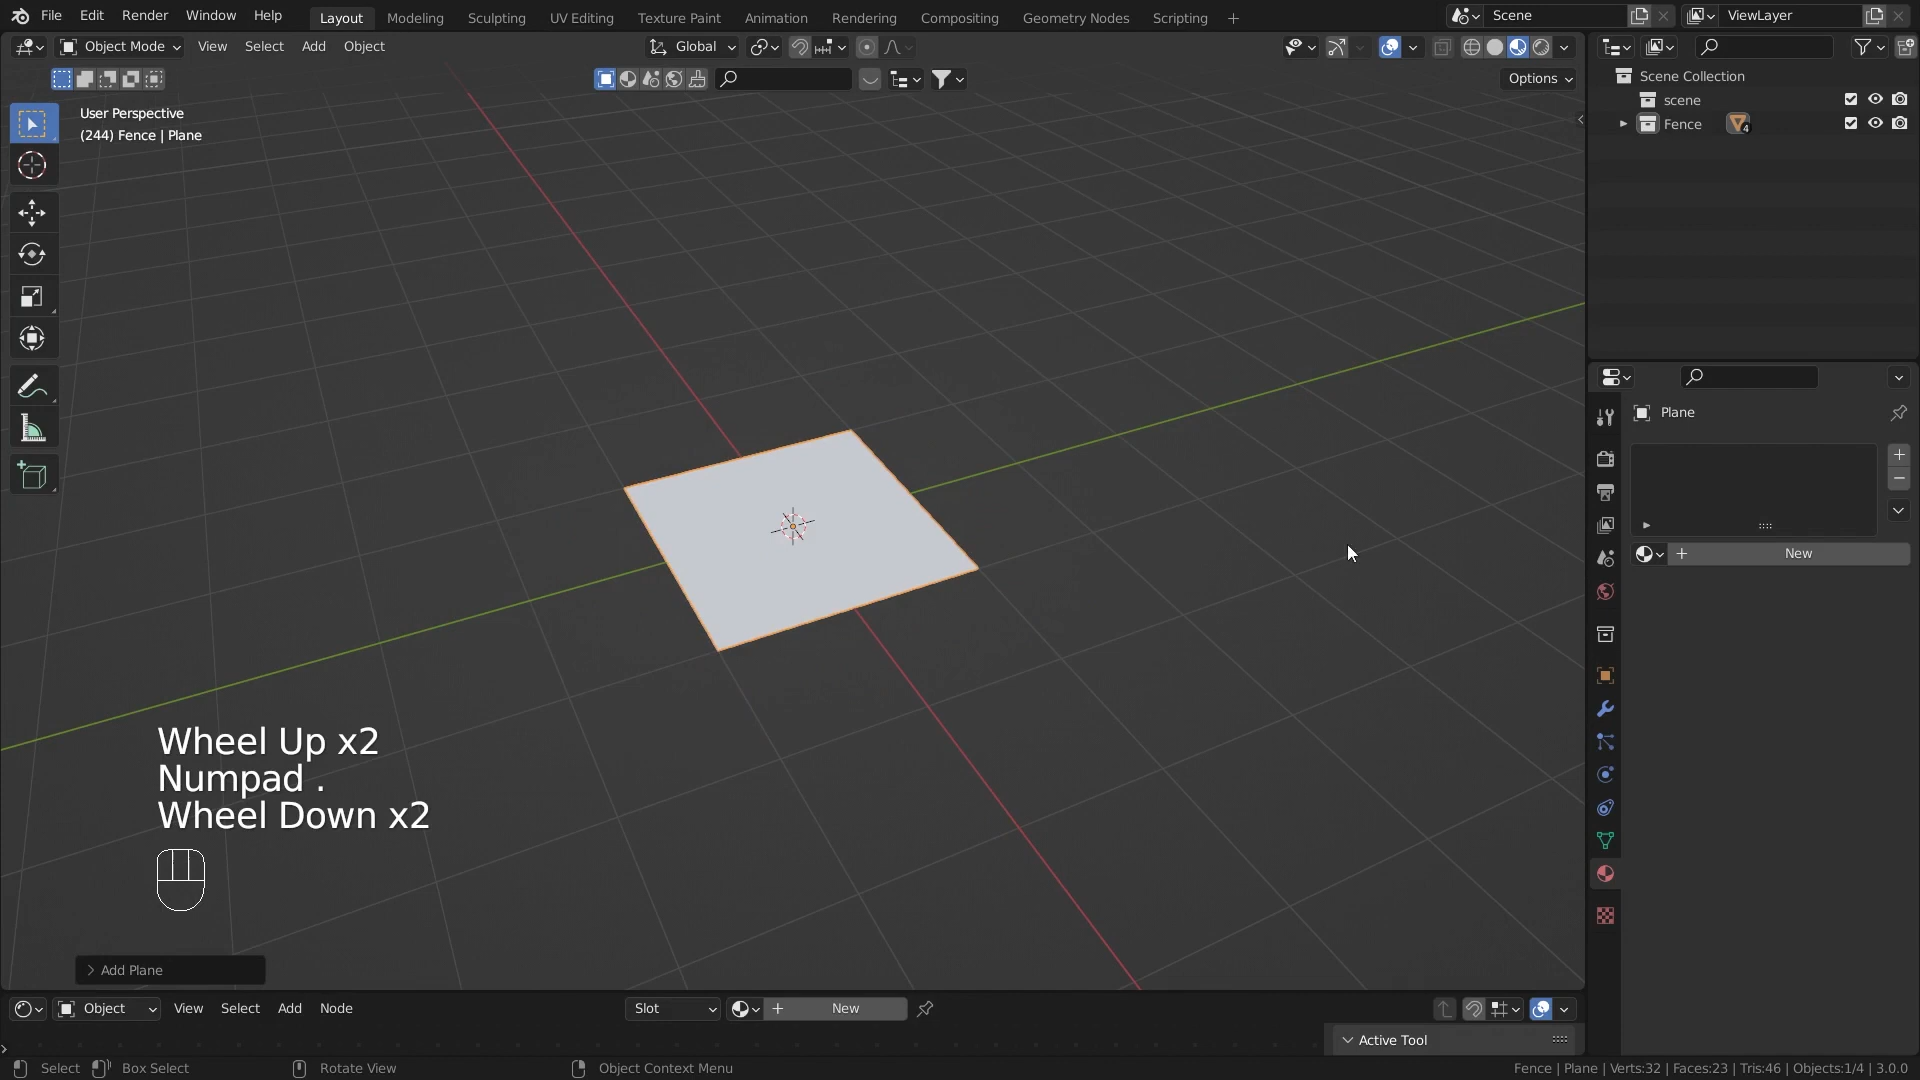 File Edit Render Window Help Layout Modeling Sculpting UV Editing Texture Paint Animation Rendering Compositing Geometry Nodes Scripting + Scene ViewLayer
Object Mode View Select Add Object Global
Options
User Perspective
(244) Fence | Plane
Scene Collection
scene
Fence 4
Plane
+ New
Wheel Up x2
Numpad .
Wheel Down x2
> Add Plane
Object View Select Add Node Slot + New
Active Tool
Select Box Select Rotate View Object Context Menu Fence | Plane | Verts:32 | Faces:23 | Tris:46 | Objects:1/4 | 3.0.0